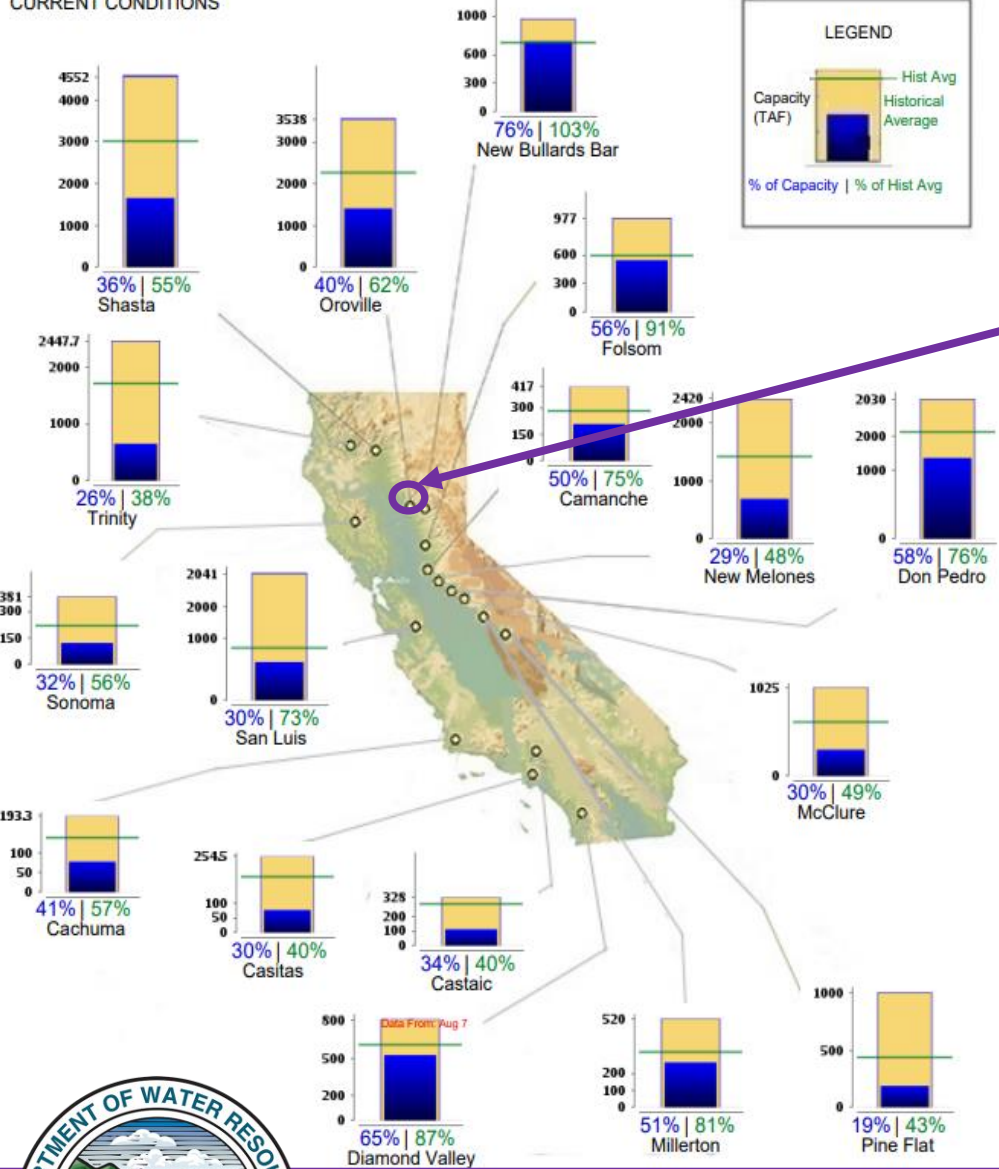 CURRENT CONDITIONS
1000
600
300
0
76% | 103%
New Bullards Bar
LEGEND
Hist Avg
Capacity
(TAF)
Historical
Average
% of Capacity | % of Hist Avg
4552
4000
3000
2000
1000
0
36% | 55%
Shasta
3538
3000
2000
1000
0
40% | 62%
Oroville
977
600
300
0
56% | 91%
Folsom
2447.7
2000
1000
0
26% | 38%
Trinity
417
300
150
0
50% | 75%
Camanche
2420
2000
1000
0
29% | 48%
New Melones
2030
2000
1000
0
58% | 76%
Don Pedro
381
300
150
0
32% | 56%
Sonoma
2041
2000
1000
0
30% | 73%
San Luis
1025
0
30% | 49%
McClure
193.3
100
50
0
41% | 57%
Cachuma
254.5
100
50
0
30% | 40%
Casitas
328
200
100
0
34% | 40%
Castaic
800
Data From: Aug 7
500
200
0
65% | 87%
Diamond Valley
520
200
100
0
51% | 81%
Millerton
1000
500
0
19% | 43%
Pine Flat
TMENT OF WATER RESO